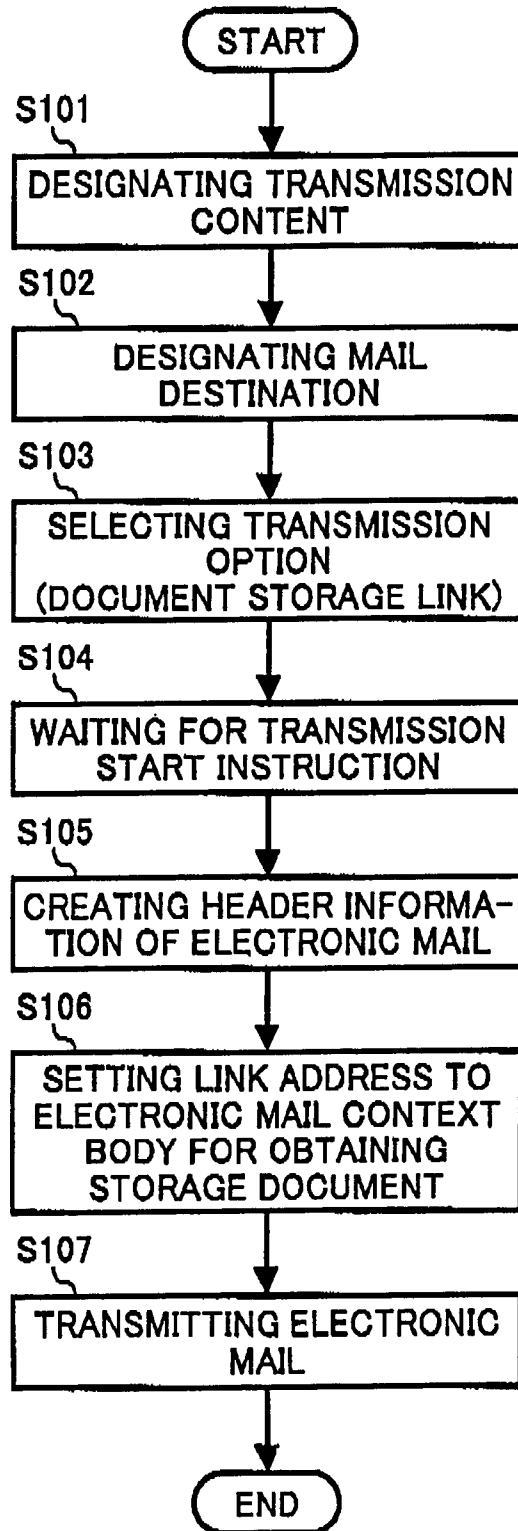 START
S101
DESIGNATING TRANSMISSION
CONTENT
S102
DESIGNATING MAIL
DESTINATION
S103
SELECTING TRANSMISSION
OPTION
(DOCUMENT STORAGE LINK)
S104
WAITING FOR TRANSMISSION
START INSTRUCTION
S105
CREATING HEADER INFORMA-
TION OF ELECTRONIC MAIL
S106
SETTING LINK ADDRESS TO
ELECTRONIC MAIL CONTEXT
BODY FOR OBTAINING
STORAGE DOCUMENT
S107
TRANSMITTING ELECTRONIC
MAIL
END